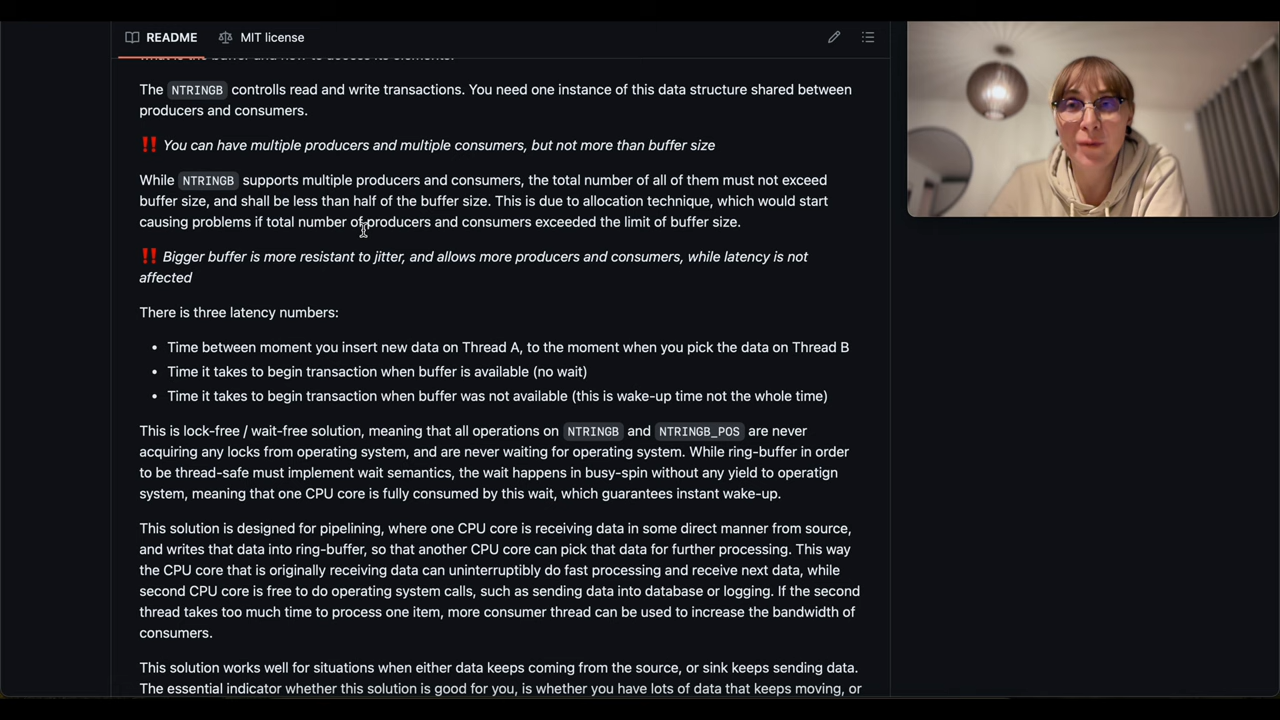 README
MIT license
what is the buffer and how to access its elements.
The NTRINGB controlls read and write transactions. You need one instance of this data structure shared between
producers and consumers.
‼️ You can have multiple producers and multiple consumers, but not more than buffer size
While NTRINGB supports multiple producers and consumers, the total number of all of them must not exceed
buffer size, and shall be less than half of the buffer size. This is due to allocation technique, which would start
causing problems if total number of producers and consumers exceeded the limit of buffer size.
‼️ Bigger buffer is more resistant to jitter, and allows more producers and consumers, while latency is not
affected
There is three latency numbers:
• Time between moment you insert new data on Thread A, to the moment when you pick the data on Thread B
• Time it takes to begin transaction when buffer is available (no wait)
• Time it takes to begin transaction when buffer was not available (this is wake-up time not the whole time)
This is lock-free / wait-free solution, meaning that all operations on NTRINGB and NTRINGB_POS are never
acquiring any locks from operating system, and are never waiting for operating system. While ring-buffer in order
to be thread-safe must implement wait semantics, the wait happens in busy-spin without any yield to operatign
system, meaning that one CPU core is fully consumed by this wait, which guarantees instant wake-up.
This solution is designed for pipelining, where one CPU core is receiving data in some direct manner from source,
and writes that data into ring-buffer, so that another CPU core can pick that data for further processing. This way
the CPU core that is originally receiving data can uninterruptibly do fast processing and receive next data, while
second CPU core is free to do operating system calls, such as sending data into database or logging. If the second
thread takes too much time to process one item, more consumer thread can be used to increase the bandwidth of
consumers.
This solution works well for situations when either data keeps coming from the source, or sink keeps sending data.
The essential indicator whether this solution is good for you, is whether you have lots of data that keeps moving, or